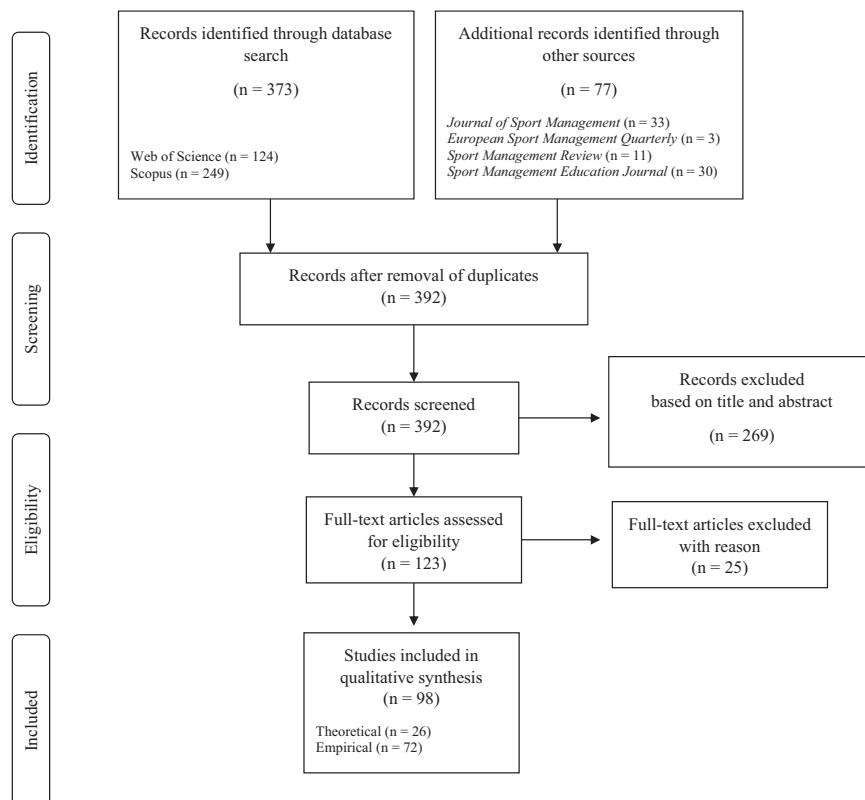 Identification
Records identified through database
search
(n = 373)
Web of Science (n = 124)
Scopus (n = 249)
Additional records identified through
other sources
(n = 77)
Journal of Sport Management (n = 33)
European Sport Management Quarterly (n = 3)
Sport Management Review (n = 11)
Sport Management Education Journal (n = 30)
Screening
Records after removal of duplicates
(n = 392)
Records screened
(n = 392)
Records excluded
based on title and abstract
(n = 269)
Eligibility
Full-text articles assessed
for eligibility
(n = 123)
Full-text articles excluded
with reason
(n = 25)
Included
Studies included in
qualitative synthesis
(n = 98)
Theoretical (n = 26)
Empirical (n = 72)